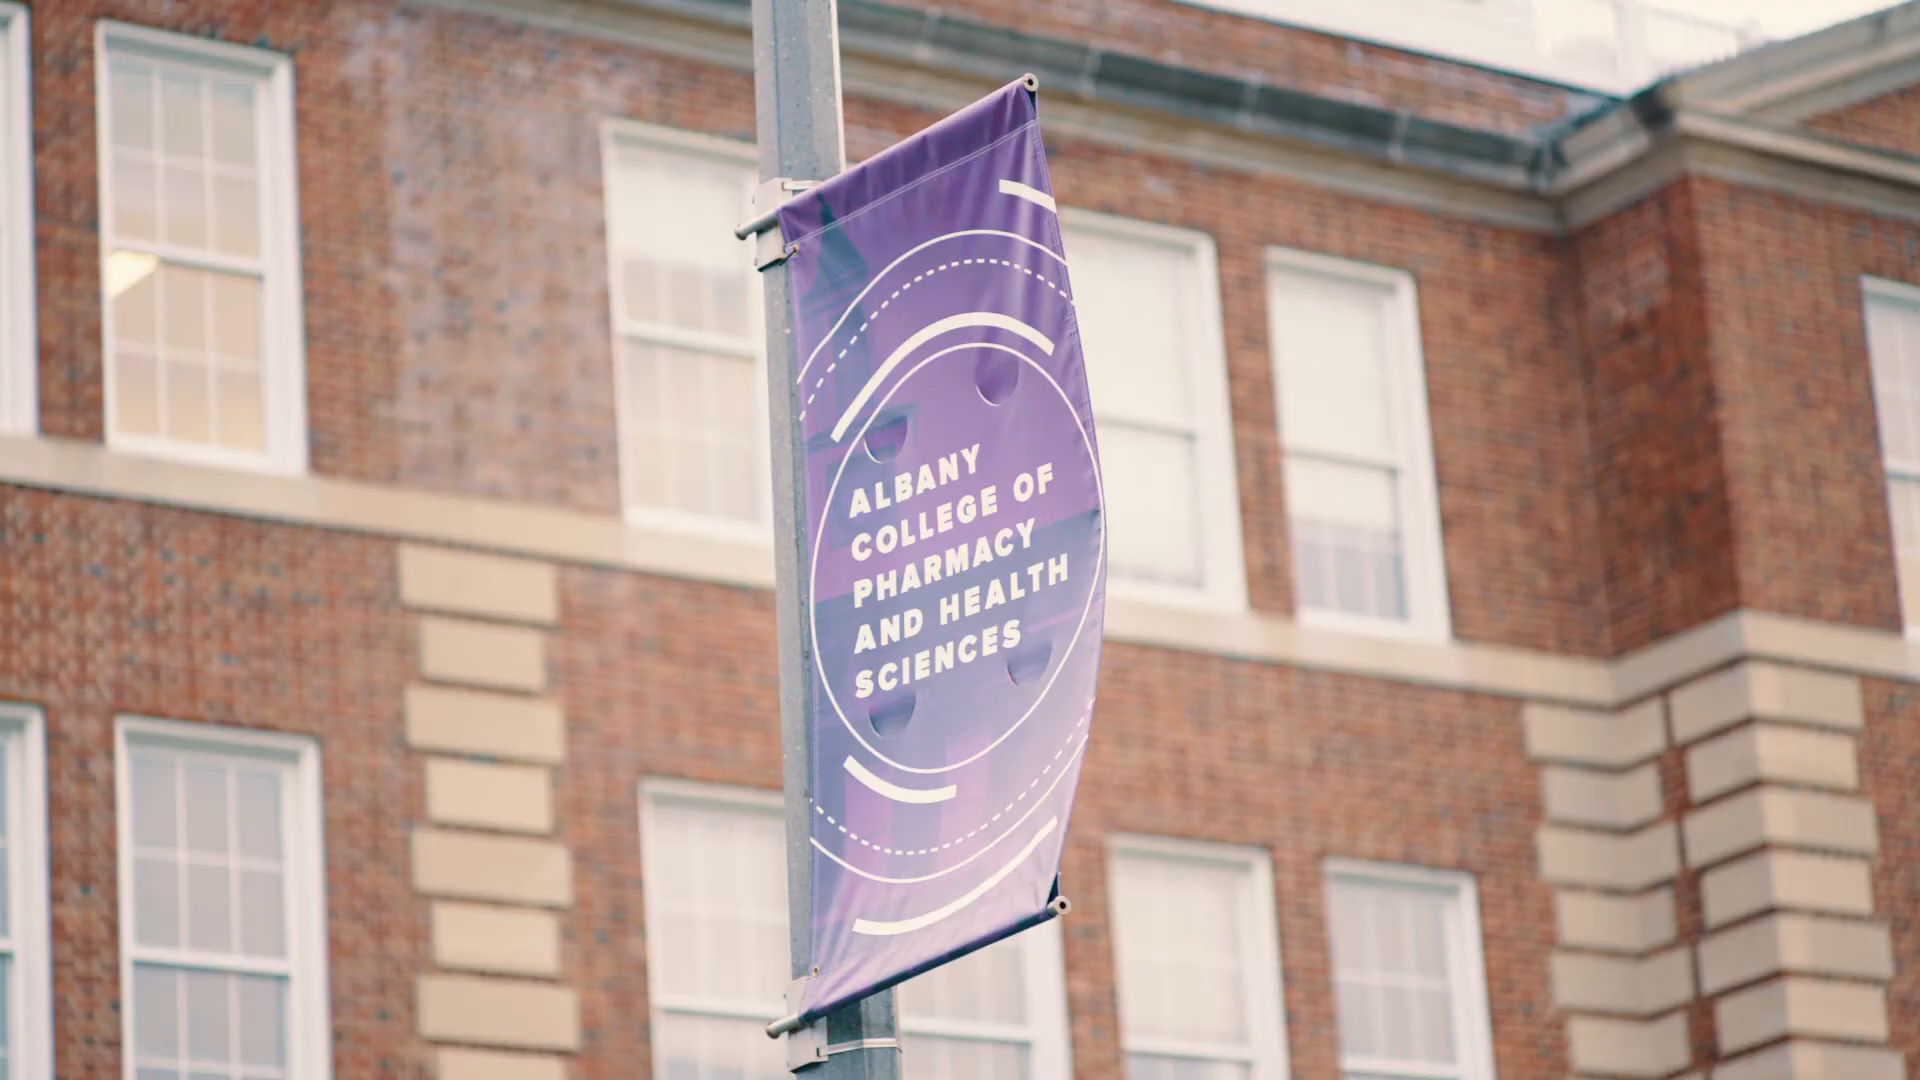 ALBANY
COLLEGE OF
PHARMACY
AND HEALTH
SCIENCES